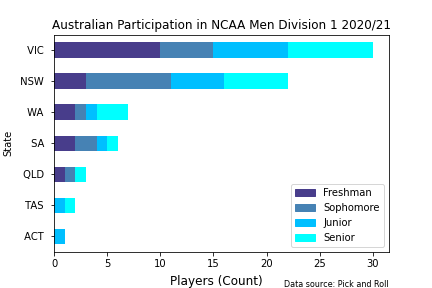 Australian Participation in NCAA Men Division 1 2020/21
VIC
NSW
WA
SA
QLD
TAS
ACT
State
Freshman
Sophomore
Junior
Senior
0 5 10 15 20 25 30
Players (Count)
Data source: Pick and Roll